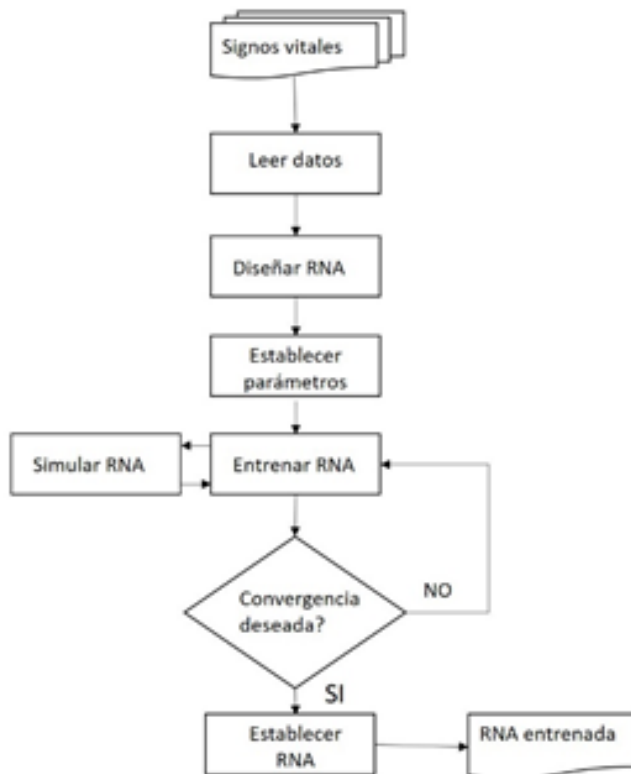 Signos vitales
Leer datos
Diseñar RNA
Establecer
parámetros
Simular RNA
Entrenar RNA
Convergencia
deseada?
NO
SI
Establecer
RNA
RNA entrenada